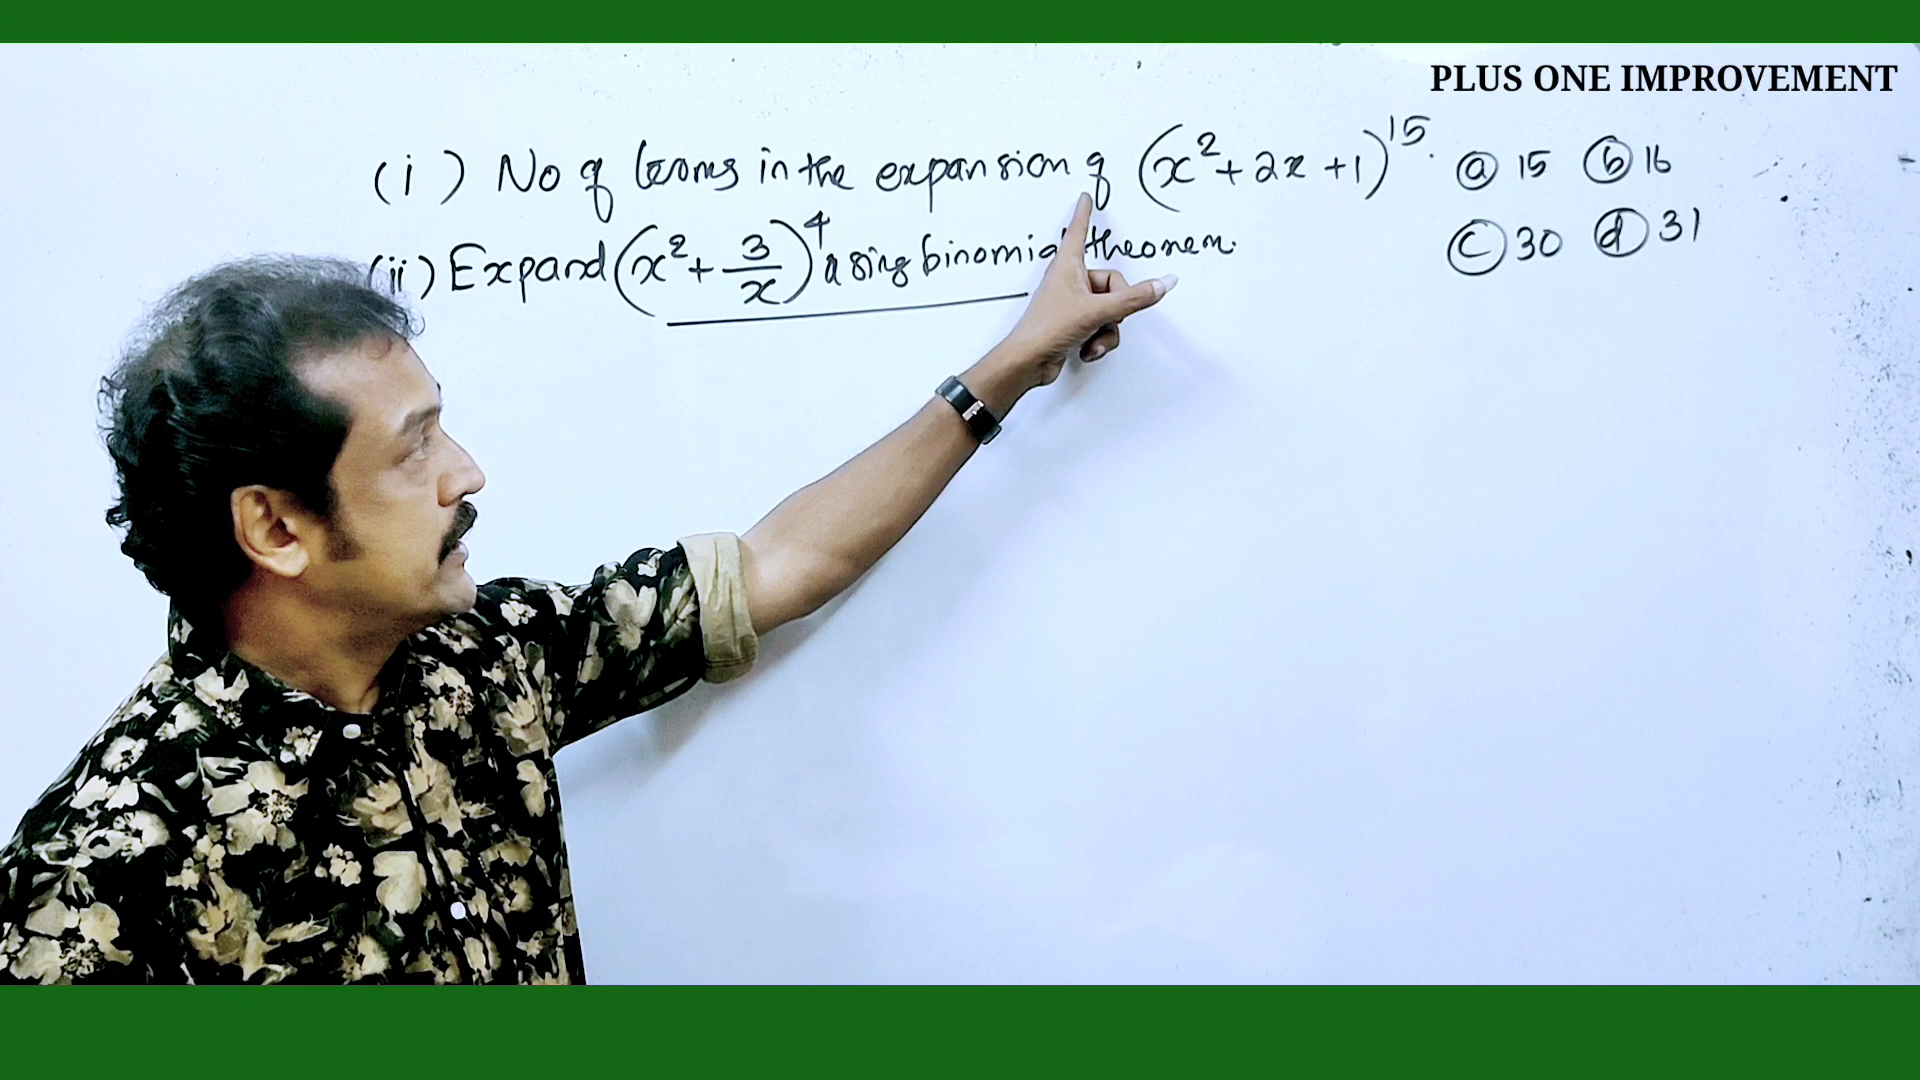 PLUS ONE IMPROVEMENT
(i) No of terms in the expansion of (x² + 2x + 1)¹⁵. ⓐ 15 ⓑ 16
ⓒ 30 ⓓ 31
(ii) Expand (x² + 3/x)⁴ using binomial theorem.